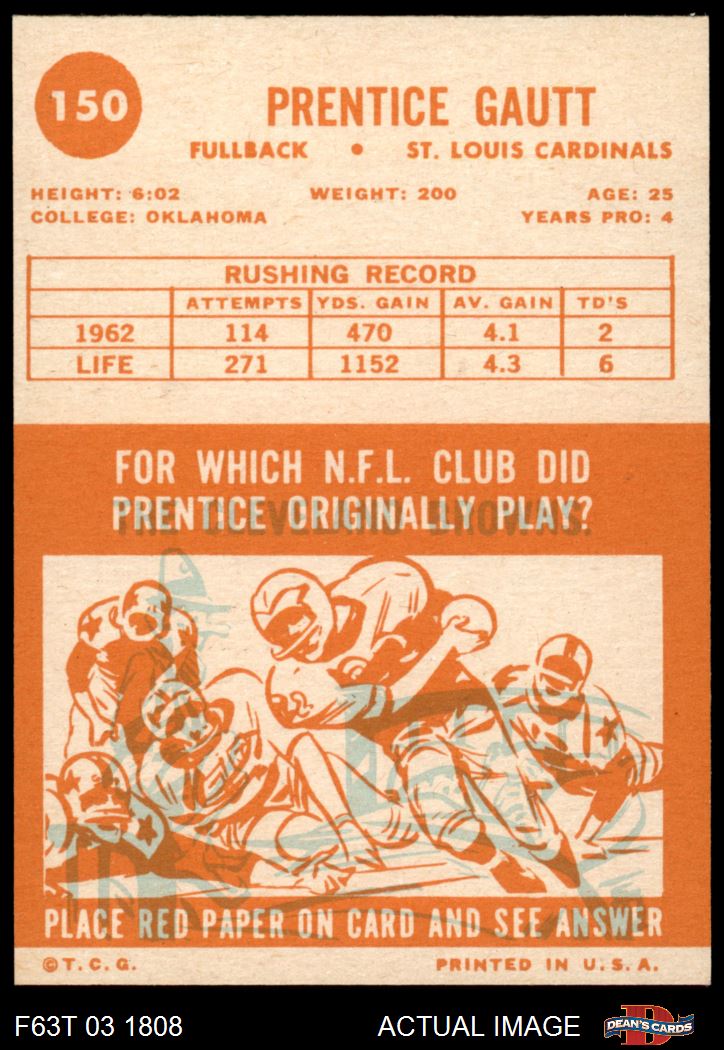 150
PRENTICE GAUTT
FULLBACK • ST. LOUIS CARDINALS
HEIGHT: 6:02 WEIGHT: 200 AGE: 25
COLLEGE: OKLAHOMA YEARS PRO: 4
RUSHING RECORD
ATTEMPTS YDS. GAIN AV. GAIN TD'S
1962 114 470 4.1 2
LIFE 271 1152 4.3 6
FOR WHICH N.F.L. CLUB DID
PRENTICE ORIGINALLY PLAY?
THE CLEVELAND BROWNS.
PLACE RED PAPER ON CARD AND SEE ANSWER
©T.C.G. PRINTED IN U.S.A.
F63T 03 1808 ACTUAL IMAGE DEAN'S CARDS